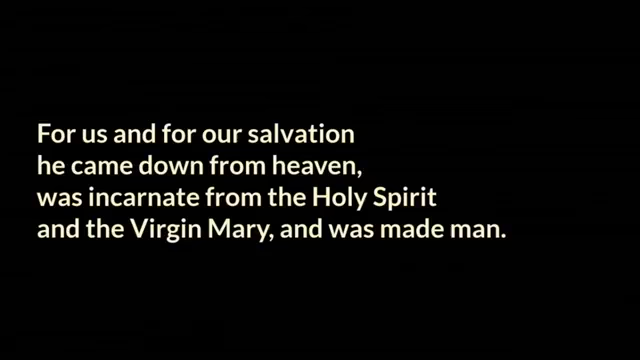 For us and for our salvation
he came down from heaven,
was incarnate from the Holy Spirit
and the Virgin Mary, and was made man.